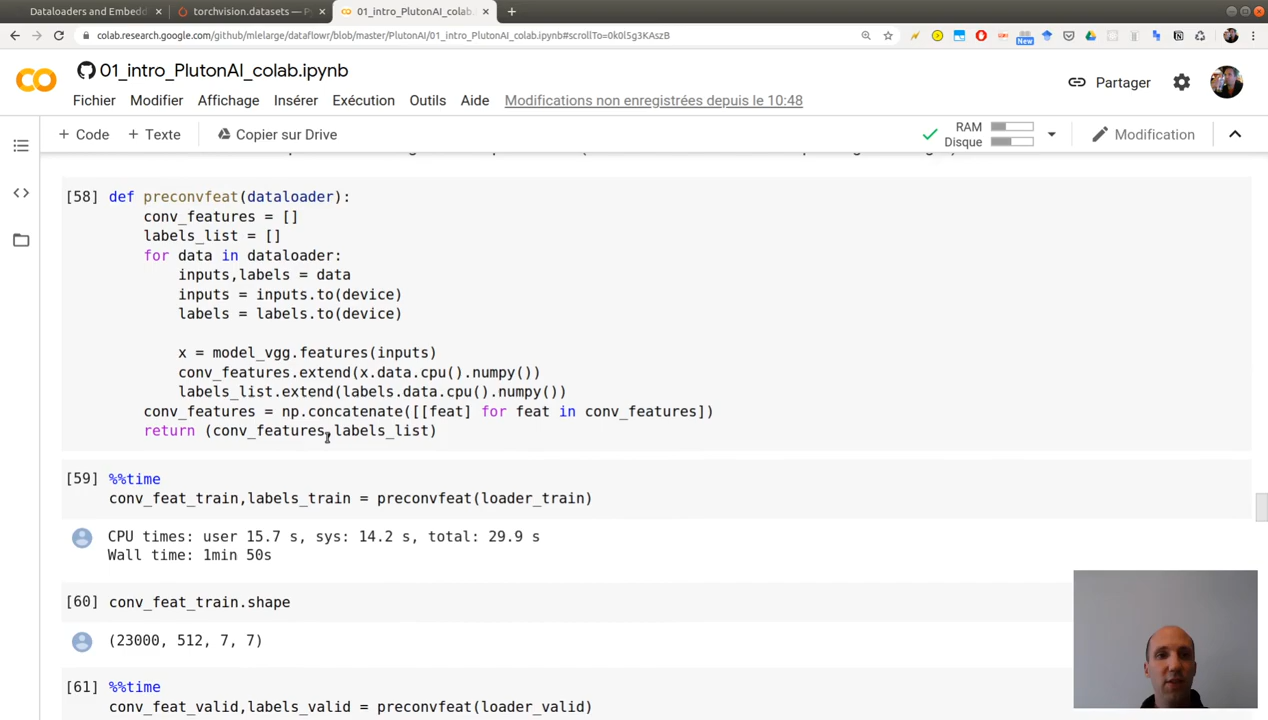 Dataloaders and Embedd
torchvision.datasets — P
01_intro_PlutonAI_colab.
colab.research.google.com/github/mlelarge/dataflowr/blob/master/PlutonAI/01_intro_PlutonAI_colab.ipynb#scrollTo=0k0l5g3KAszB
New
01_intro_PlutonAI_colab.ipynb
Partager
Fichier Modifier Affichage Insérer Exécution Outils Aide Modifications non enregistrées depuis le 10:48
+ Code + Texte Copier sur Drive
RAM
Disque
Modification
[58] def preconvfeat(dataloader):
conv_features = []
labels_list = []
for data in dataloader:
inputs,labels = data
inputs = inputs.to(device)
labels = labels.to(device)
x = model_vgg.features(inputs)
conv_features.extend(x.data.cpu().numpy())
labels_list.extend(labels.data.cpu().numpy())
conv_features = np.concatenate([[feat] for feat in conv_features])
return (conv_features,labels_list)
[59] %%time
conv_feat_train,labels_train = preconvfeat(loader_train)
CPU times: user 15.7 s, sys: 14.2 s, total: 29.9 s
Wall time: 1min 50s
[60] conv_feat_train.shape
(23000, 512, 7, 7)
[61] %%time
conv_feat_valid,labels_valid = preconvfeat(loader_valid)